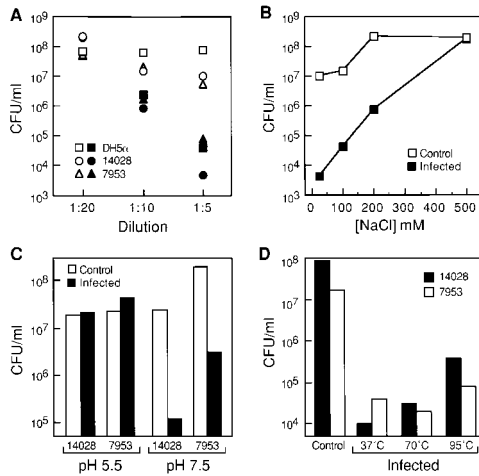 A
CFU/ml
10⁹
10⁸
10⁷
10⁶
10⁵
10⁴
10³
DH5α
14028
7953
1:20 1:10 1:5
Dilution
B
CFU/ml
10⁹
10⁸
10⁷
10⁶
10⁵
10⁴
10³
Control
Infected
0 100 200 300 400 500
[NaCl] mM
C
CFU/ml
10⁸
10⁷
10⁶
10⁵
Control
Infected
14028 7953 14028 7953
pH 5.5 pH 7.5
D
CFU/ml
10⁸
10⁷
10⁶
10⁵
10⁴
14028
7953
Control 37°C 70°C 95°C
Infected